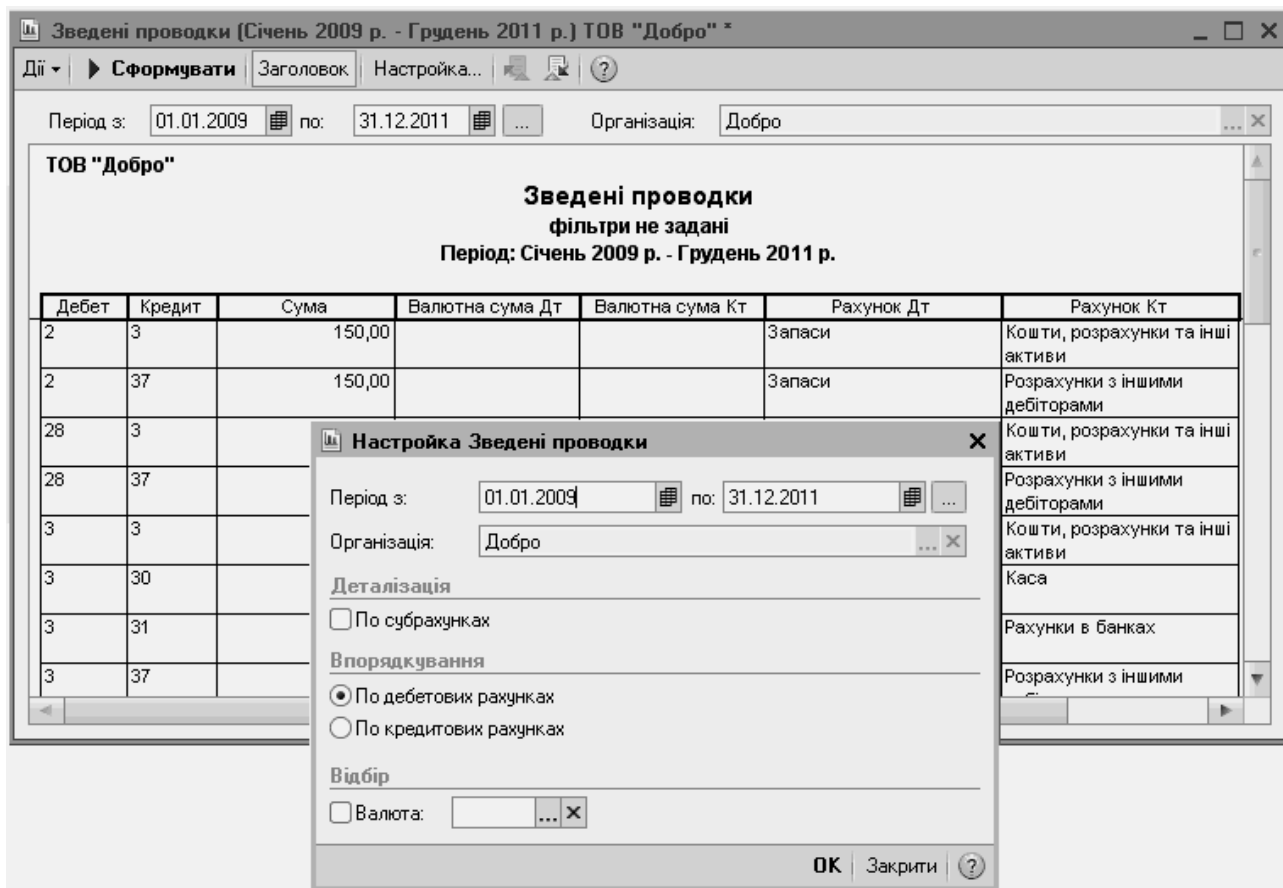 Зведені проводки (Січень 2009 р. - Грудень 2011 р.) ТОВ "Добро" *
Дії Сформувати Заголовок Настройка... ?
Період з: 01.01.2009 по: 31.12.2011 ... Організація: Добро ... ×
ТОВ "Добро"
Зведені проводки
фільтри не задані
Період: Січень 2009 р. - Грудень 2011 р.
Дебет Кредит Сума Валютна сума Дт Валютна сума Кт Рахунок Дт Рахунок Кт
2 3 150,00 Запаси Кошти, розрахунки та інші
активи
2 37 150,00 Запаси Розрахунки з іншими
дебіторами
28 3 Кошти, розрахунки та інші
активи
28 37 Розрахунки з іншими
дебіторами
3 3 Кошти, розрахунки та інші
активи
3 30 Каса
3 31 Рахунки в банках
3 37 Розрахунки з іншими
Настройка Зведені проводки
Період з: 01.01.2009 по: 31.12.2011 ...
Організація: Добро ... ×
Деталізація
По субрахунках
Впорядкування
По дебетових рахунках
По кредитових рахунках
Відбір
Валюта: ... ×
OK Закрити ?